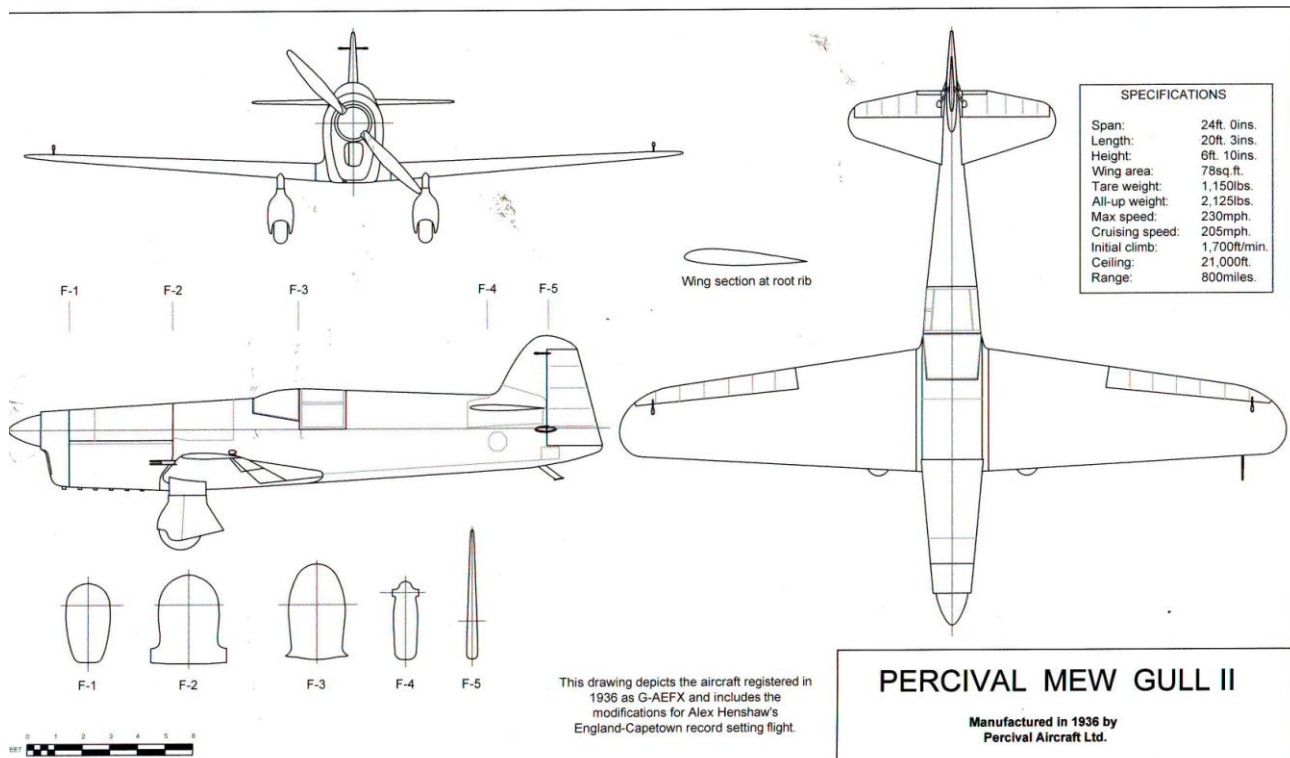 SPECIFICATIONS
Span: 24ft. 0ins.
Length: 20ft. 3ins.
Height: 6ft. 10ins.
Wing area: 78sq.ft.
Tare weight: 1,150lbs.
All-up weight: 2,125lbs.
Max speed: 230mph.
Cruising speed: 205mph.
Initial climb: 1,700ft/min.
Ceiling: 21,000ft.
Range: 800miles.
Wing section at root rib
F-1 F-2 F-3 F-4 F-5
F-1 F-2 F-3 F-4 F-5
This drawing depicts the aircraft registered in
1936 as G-AEFX and includes the
modifications for Alex Henshaw's
England-Capetown record setting flight.
PERCIVAL MEW GULL II
Manufactured in 1936 by
Percival Aircraft Ltd.
0 1 2 3 4 5 6
EET